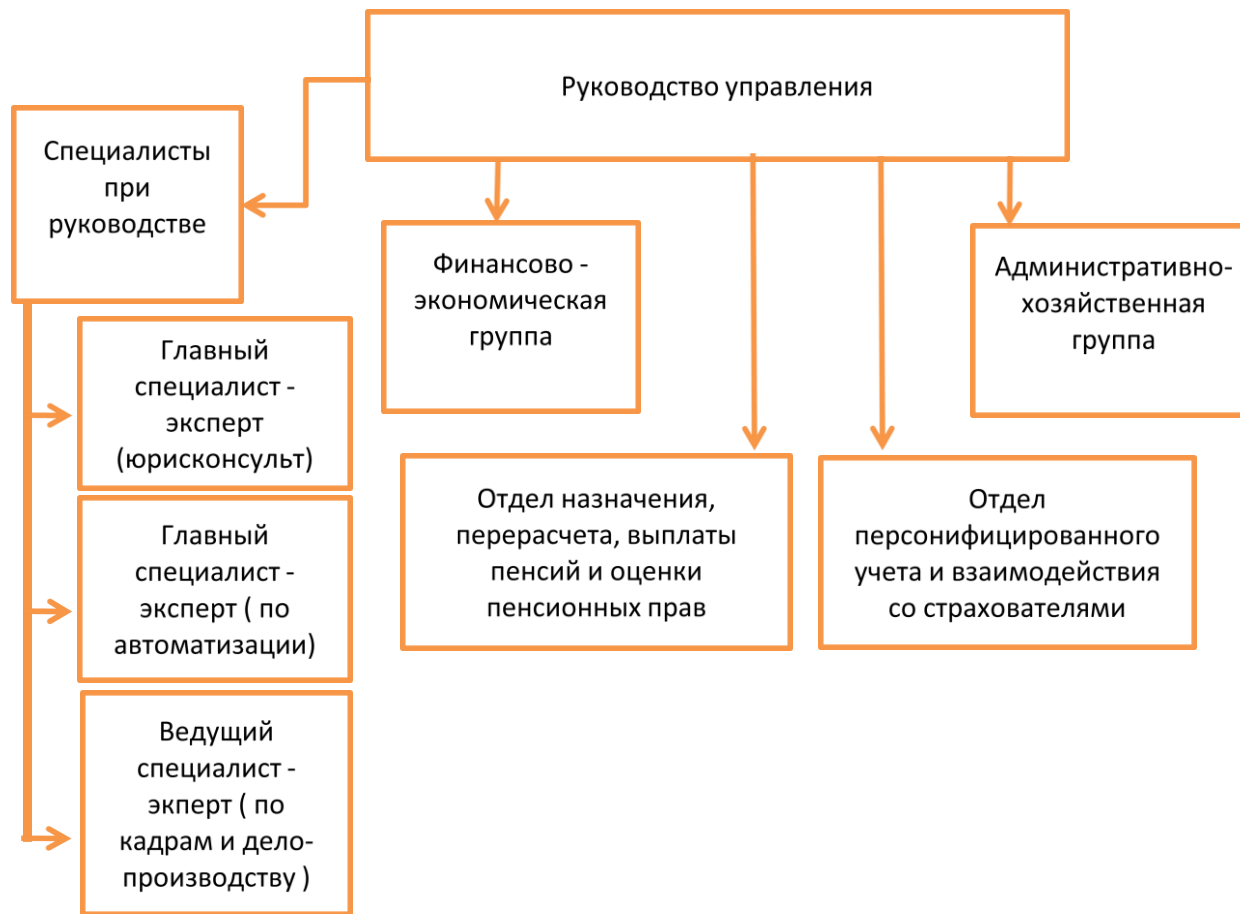 Руководство управления
Специалисты
при
руководстве
Финансово -
экономическая
группа
Административно-
хозяйственная
группа
Главный
специалист -
эксперт
(юрисконсульт)
Отдел назначения,
перерасчета, выплаты
пенсий и оценки
пенсионных прав
Отдел
персонифицированного
учета и взаимодействия
со страхователями
Главный
специалист -
эксперт ( по
автоматизации)
Ведущий
специалист -
экперт ( по
кадрам и дело-
производству )